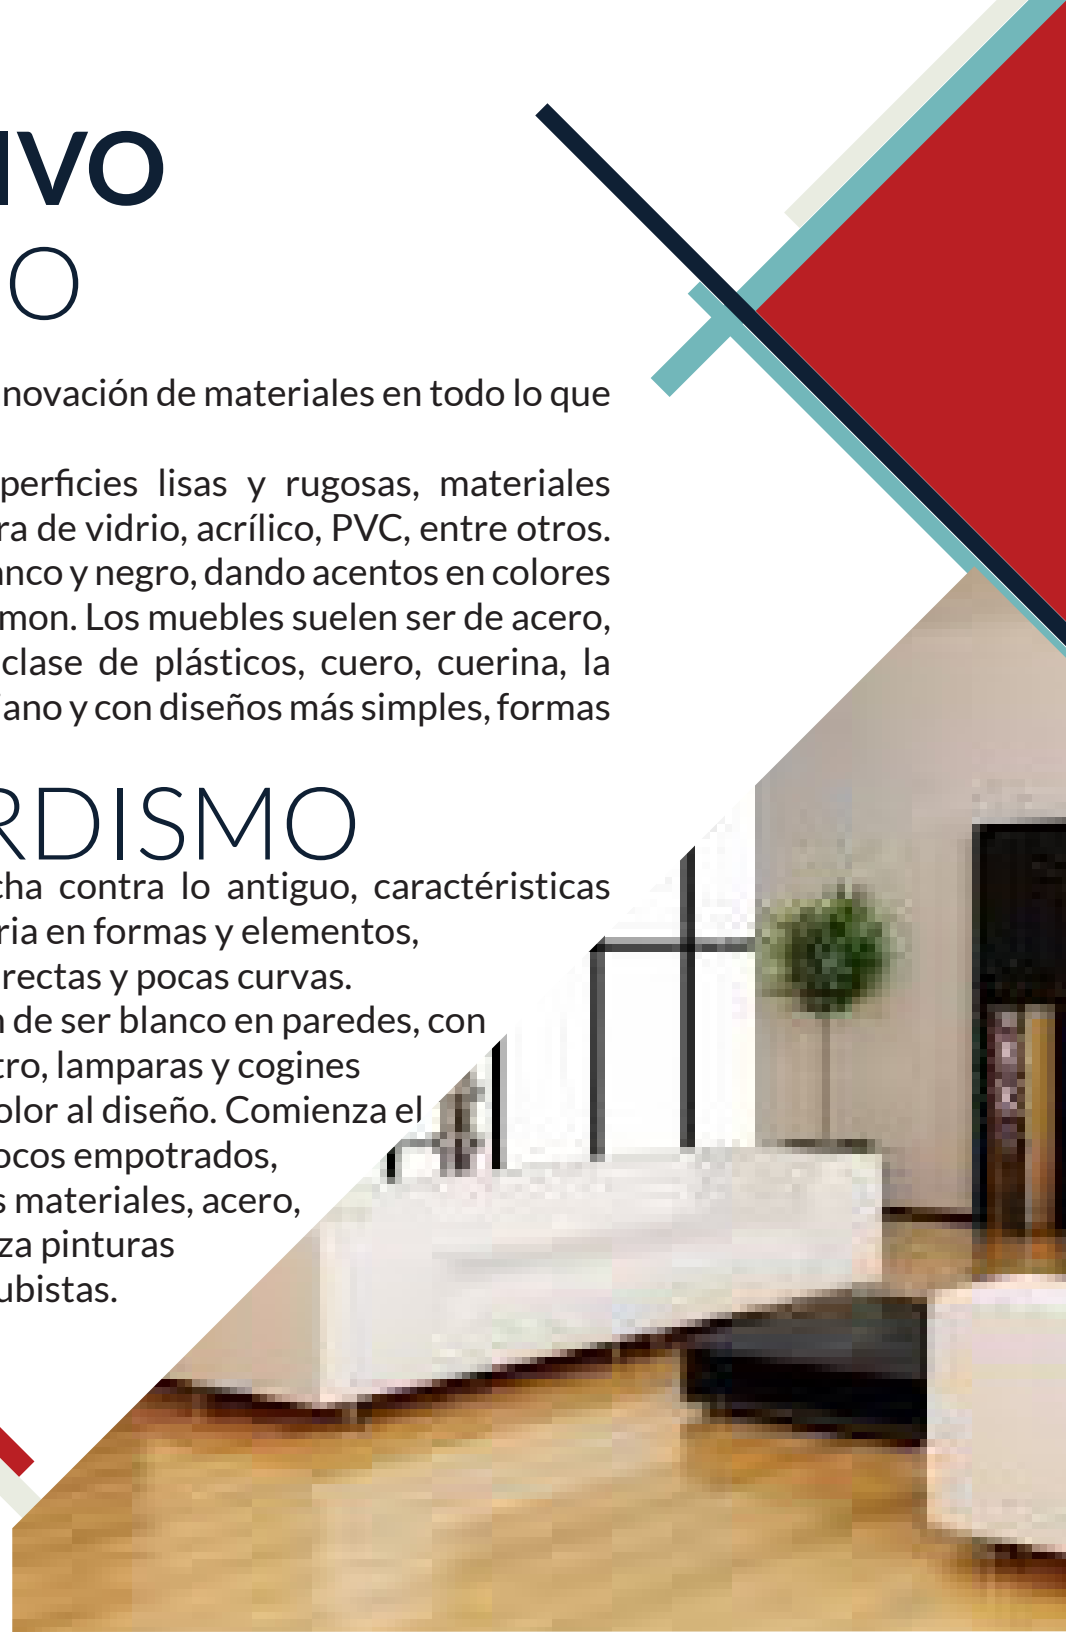 IVO
O
novación de materiales en todo lo que
perficies lisas y rugosas, materiales
ra de vidrio, acrílico, PVC, entre otros.
anco y negro, dando acentos en colores
mon. Los muebles suelen ser de acero,
clase de plásticos, cuero, cuerina, la
iano y con diseños más simples, formas
RDISMO
cha contra lo antiguo, caractéristicas
ria en formas y elementos,
rectas y pocas curvas.
n de ser blanco en paredes, con
tro, lamparas y cogines
olor al diseño. Comienza el
ocos empotrados,
s materiales, acero,
za pinturas
ubistas.